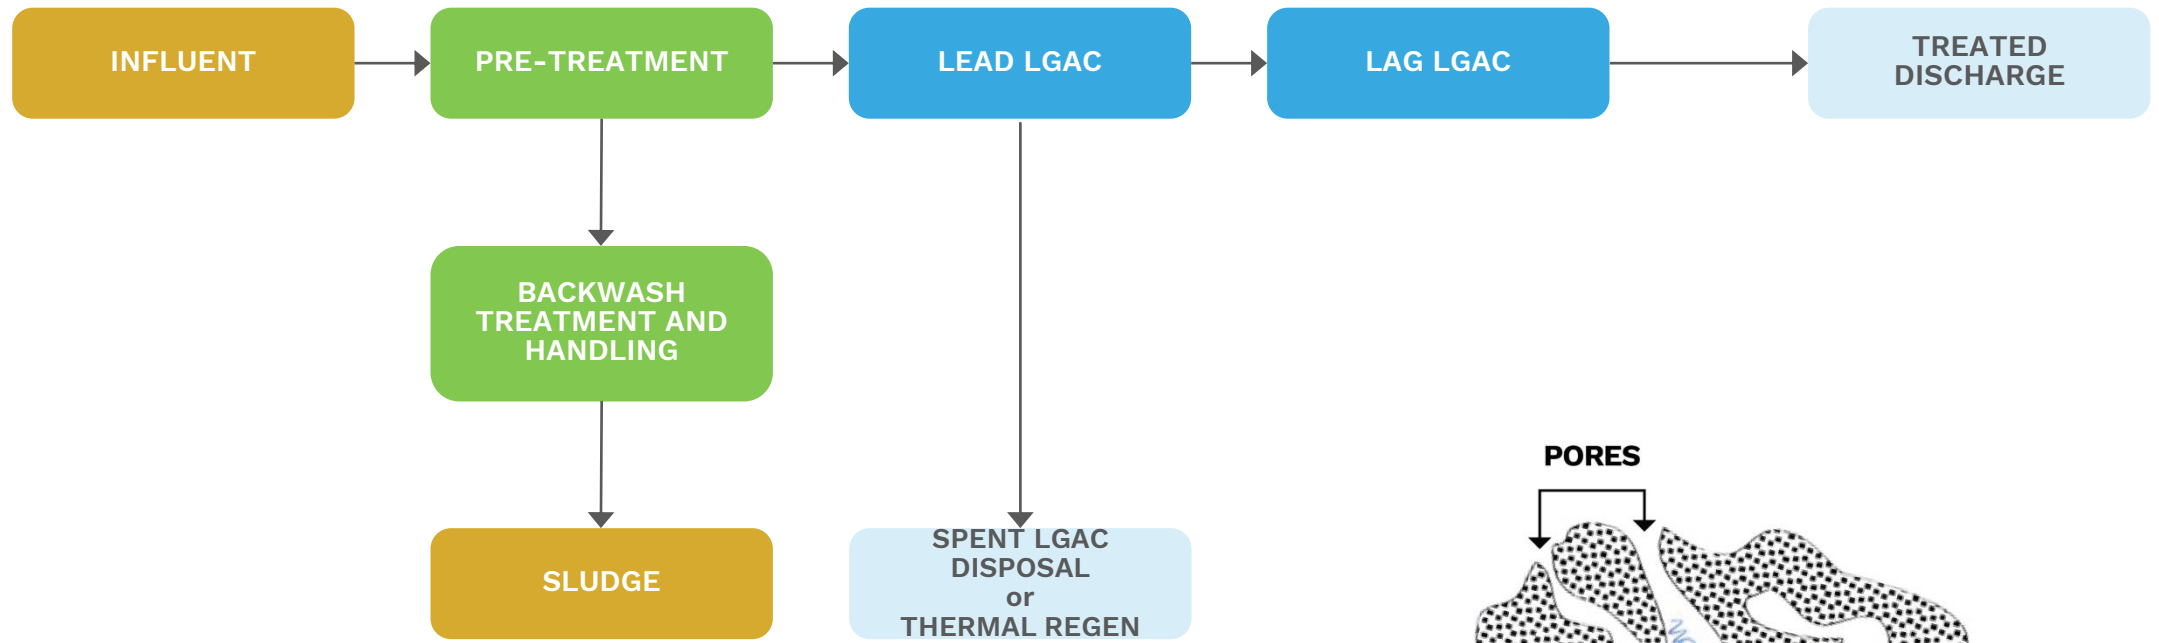 INFLUENT
PRE-TREATMENT
LEAD LGAC
LAG LGAC
TREATED
DISCHARGE
BACKWASH
TREATMENT AND
HANDLING
SLUDGE
SPENT LGAC
DISPOSAL
or
THERMAL REGEN
PORES